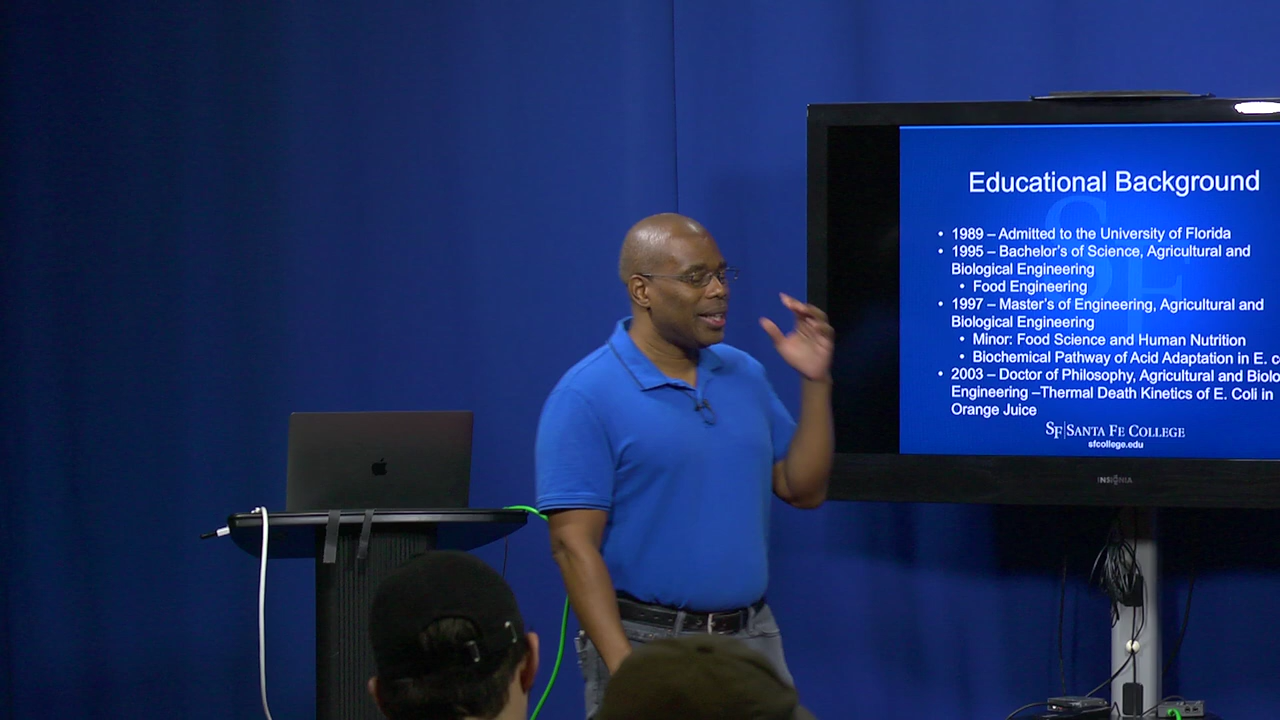 Educational Background
• 1989 – Admitted to the University of Florida
• 1995 – Bachelor's of Science, Agricultural and
Biological Engineering
• Food Engineering
• 1997 – Master's of Engineering, Agricultural and
Biological Engineering
• Minor: Food Science and Human Nutrition
• Biochemical Pathway of Acid Adaptation in E. c
• 2003 – Doctor of Philosophy, Agricultural and Biolo
Engineering –Thermal Death Kinetics of E. Coli in
Orange Juice
SF SANTA FE COLLEGE
sfcollege.edu
INSIGNIA